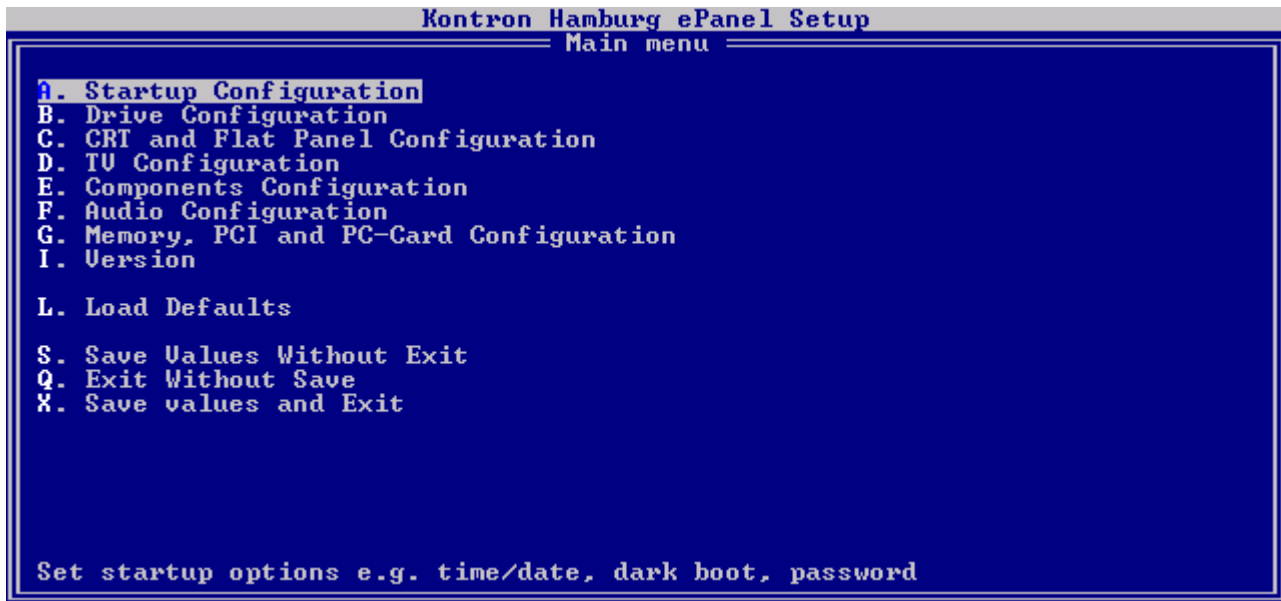 Kontron Hamburg ePanel Setup
Main menu
A. Startup Configuration
B. Drive Configuration
C. CRT and Flat Panel Configuration
D. TV Configuration
E. Components Configuration
F. Audio Configuration
G. Memory, PCI and PC-Card Configuration
I. Version
L. Load Defaults
S. Save Values Without Exit
Q. Exit Without Save
X. Save values and Exit
Set startup options e.g. time/date, dark boot, password